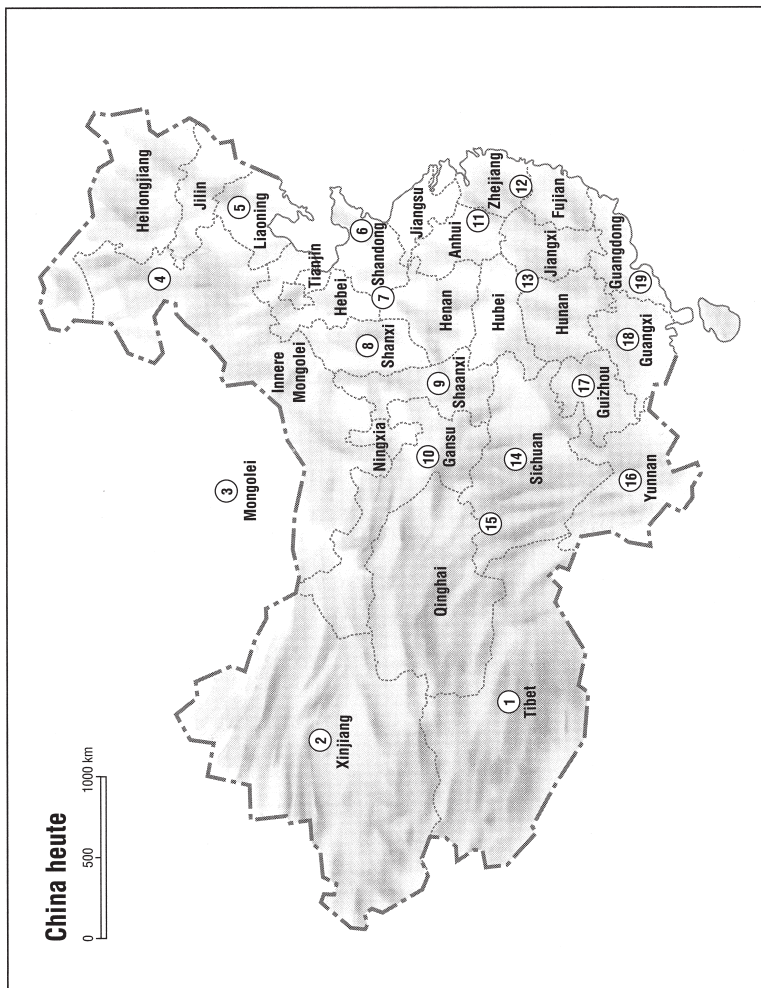 China heute
0 500 1000 km
Heilongjiang
Jilin
4
5
Liaoning
3
Mongolei
Innere
Mongolei
Tianjin
Hebei
6
Shandong
7
8
Shanxi
2
Xinjiang
Ningxia
9
Shaanxi
10
Gansu
Qinghai
Jiangsu
Henan
Anhui
11
Hubei
Zhejiang
12
1
Tibet
15
14
Sichuan
13
Hunan
Jiangxi
Fujian
17
Guizhou
16
Yunnan
18
Guangxi
Guangdong
19